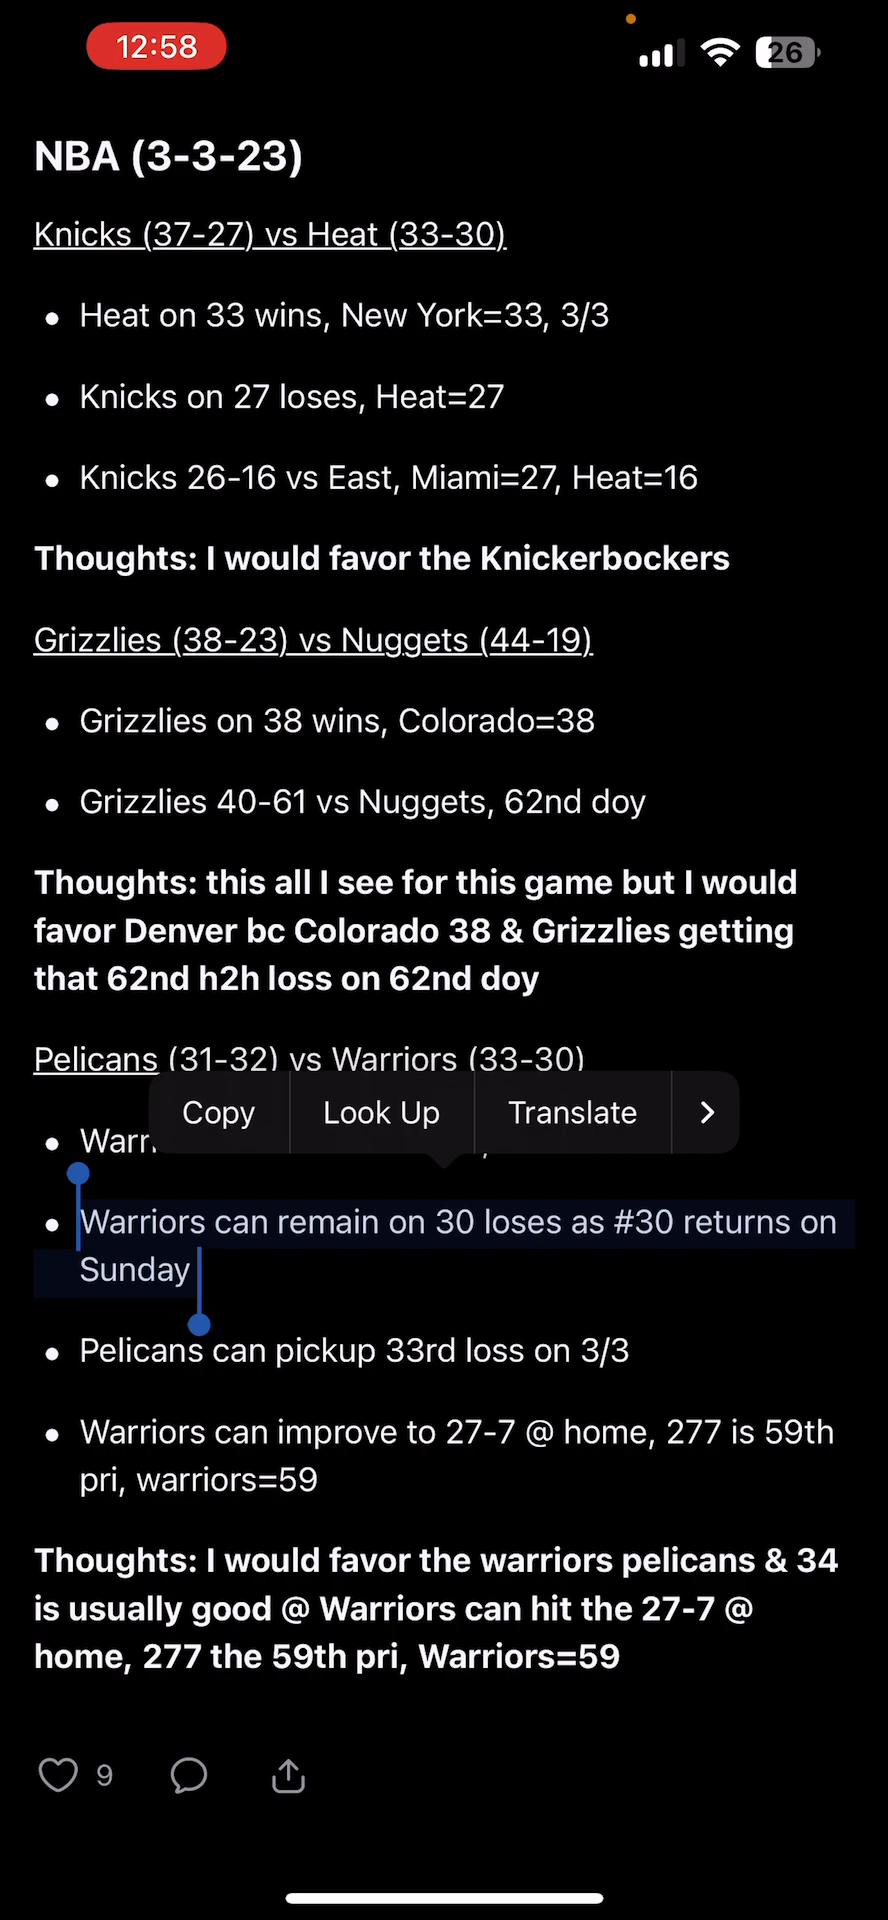 12:58
26
NBA (3-3-23)
Knicks (37-27) vs Heat (33-30)
• Heat on 33 wins, New York=33, 3/3
• Knicks on 27 loses, Heat=27
• Knicks 26-16 vs East, Miami=27, Heat=16
Thoughts: I would favor the Knickerbockers
Grizzlies (38-23) vs Nuggets (44-19)
• Grizzlies on 38 wins, Colorado=38
• Grizzlies 40-61 vs Nuggets, 62nd doy
Thoughts: this all I see for this game but I would
favor Denver bc Colorado 38 & Grizzlies getting
that 62nd h2h loss on 62nd doy
Pelicans (31-32) vs Warriors (33-30)
Copy Look Up Translate
• Warriors can remain on 30 loses as #30 returns on
Sunday
• Pelicans can pickup 33rd loss on 3/3
• Warriors can improve to 27-7 @ home, 277 is 59th
pri, warriors=59
Thoughts: I would favor the warriors pelicans & 34
is usually good @ Warriors can hit the 27-7 @
home, 277 the 59th pri, Warriors=59
9